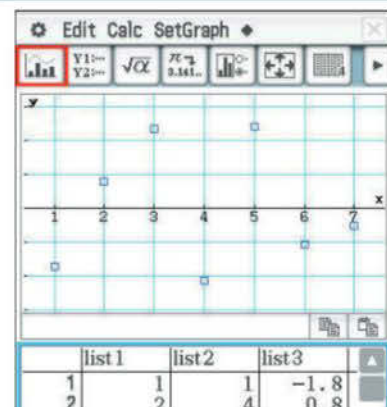 Edit Calc SetGraph ◆
Y1:··· Y2:···
√α
3.141..
4
y
x
1 2 3 4 5 6 7
list1 list2 list3
1 1 1 -1.8
2 2 4 0.8